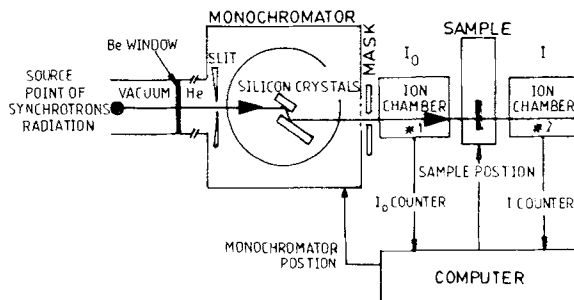 MONOCHROMATOR
SAMPLE
Be WINDOW
SLIT
MASK
I0
I
SOURCE
POINT OF
SYNCHROTRONS
RADIATION
VACUUM
He
SILICON CRYSTALS
ION
CHAMBER
#1
ION
CHAMBER
#2
SAMPLE POSTION
I0 COUNTER
I COUNTER
MONOCHROMATOR
POSTION
COMPUTER